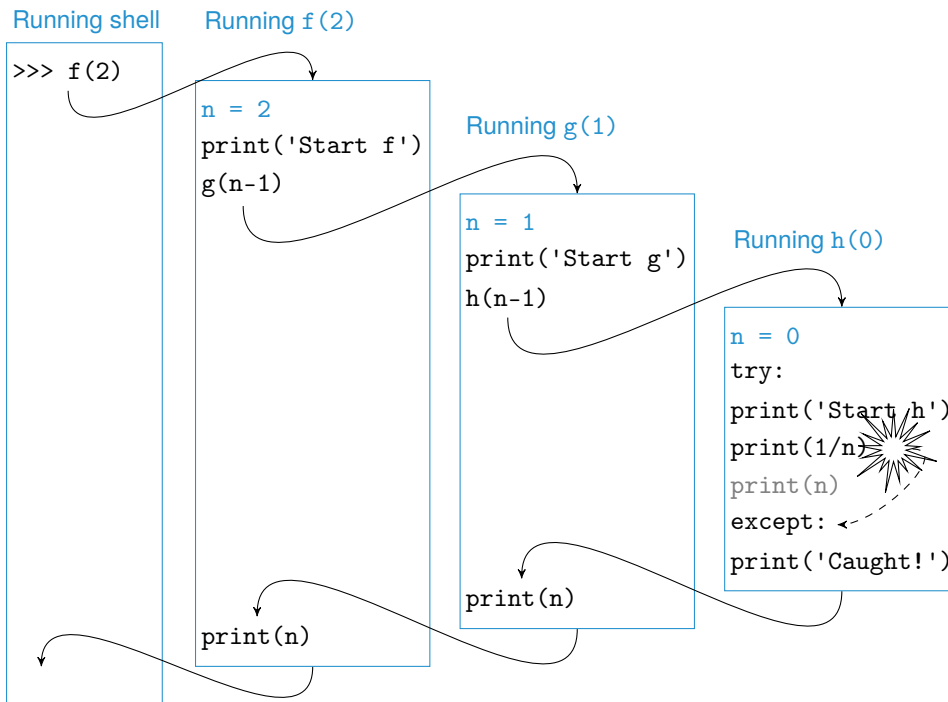 Running shell
>>> f(2)
Running f(2)
n = 2
print('Start f')
g(n-1)
print(n)
Running g(1)
n = 1
print('Start g')
h(n-1)
print(n)
Running h(0)
n = 0
try:
print('Start h')
print(1/n)
print(n)
except:
print('Caught!')